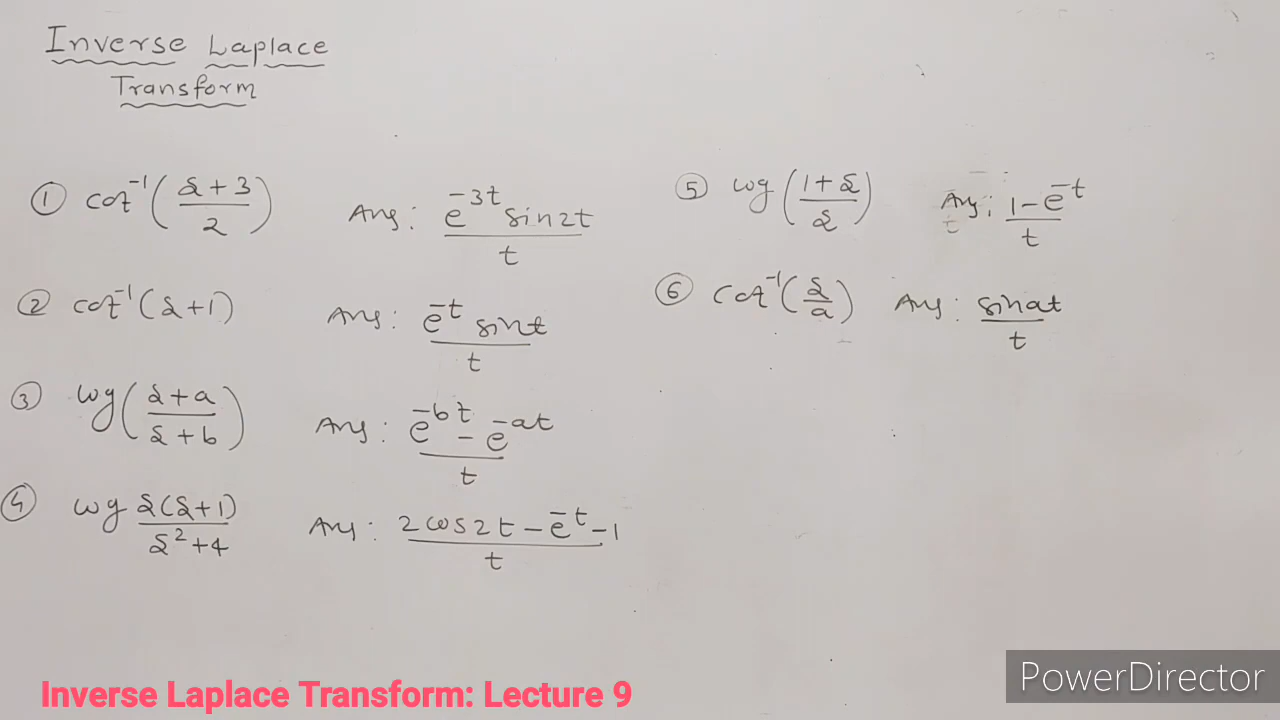 Inverse Laplace
Transform
① cot⁻¹((s+3)/2) Ans: (e^{-3t} sin2t)/t
② cot⁻¹(s+1) Ans: (e^{-t} sint)/t
③ log((s+a)/(s+b)) Ans: (e^{-bt} - e^{-at})/t
④ log (s(s+1))/(s²+4) Ans: (2cos2t - e^{-t} - 1)/t
⑤ log((1+s)/s) Ans: (1-e^{-t})/t
⑥ cot⁻¹(s/a) Ans: (sinat)/t
Inverse Laplace Transform: Lecture 9
PowerDirector